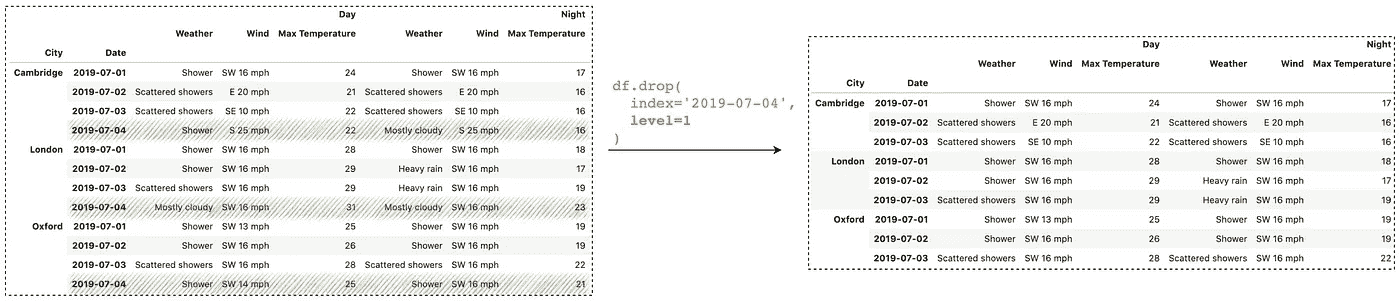 Day Night
Weather Wind Max Temperature Weather Wind Max Temperature
City Date
Cambridge 2019-07-01 Shower SW 16 mph 24 Shower SW 16 mph 17
2019-07-02 Scattered showers E 20 mph 21 Scattered showers E 20 mph 16
2019-07-03 Scattered showers SE 10 mph 22 Scattered showers SE 10 mph 16
2019-07-04 Shower S 25 mph 22 Mostly cloudy S 25 mph 16
London 2019-07-01 Shower SW 16 mph 28 Shower SW 16 mph 18
2019-07-02 Shower SW 16 mph 29 Heavy rain SW 16 mph 17
2019-07-03 Scattered showers SW 16 mph 29 Heavy rain SW 16 mph 19
2019-07-04 Mostly cloudy SW 16 mph 31 Mostly cloudy SW 16 mph 23
Oxford 2019-07-01 Shower SW 13 mph 25 Shower SW 16 mph 19
2019-07-02 Shower SW 16 mph 26 Shower SW 16 mph 19
2019-07-03 Scattered showers SW 16 mph 28 Scattered showers SW 16 mph 22
2019-07-04 Shower SW 14 mph 25 Shower SW 16 mph 21
df.drop(
index='2019-07-04',
level=1
)
Day Night
Weather Wind Max Temperature Weather Wind Max Temperature
City Date
Cambridge 2019-07-01 Shower SW 16 mph 24 Shower SW 16 mph 17
2019-07-02 Scattered showers E 20 mph 21 Scattered showers E 20 mph 16
2019-07-03 Scattered showers SE 10 mph 22 Scattered showers SE 10 mph 16
London 2019-07-01 Shower SW 16 mph 28 Shower SW 16 mph 18
2019-07-02 Shower SW 16 mph 29 Heavy rain SW 16 mph 17
2019-07-03 Scattered showers SW 16 mph 29 Heavy rain SW 16 mph 19
Oxford 2019-07-01 Shower SW 13 mph 25 Shower SW 16 mph 19
2019-07-02 Shower SW 16 mph 26 Shower SW 16 mph 19
2019-07-03 Scattered showers SW 16 mph 28 Scattered showers SW 16 mph 22